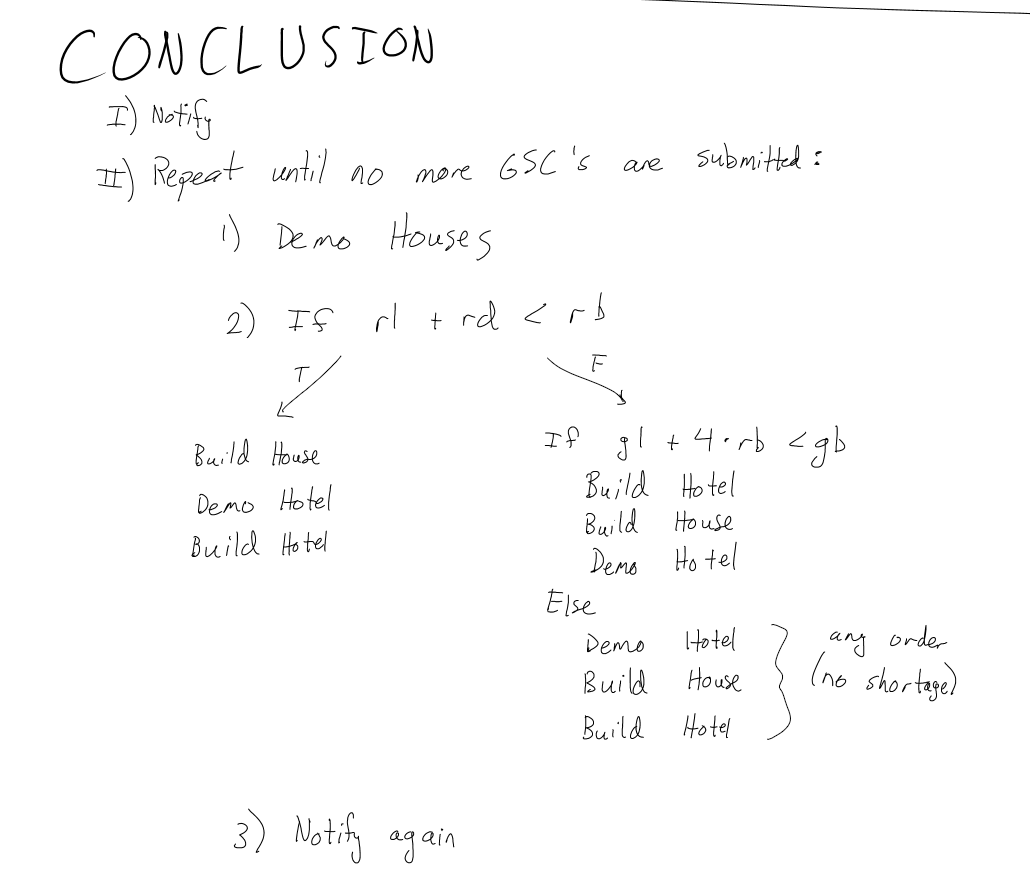 CONCLUSION
I) Notify
II) Repeat until no more GSC's are submitted:
1) Demo Houses
2) If rl + rd < rb
T
F
Build House
Demo Hotel
Build Hotel
If gl + 4·rb < gb
Build Hotel
Build House
Demo Hotel
Else
Demo Hotel
Build House
Build Hotel
any order
(no shortage)
3) Notify again